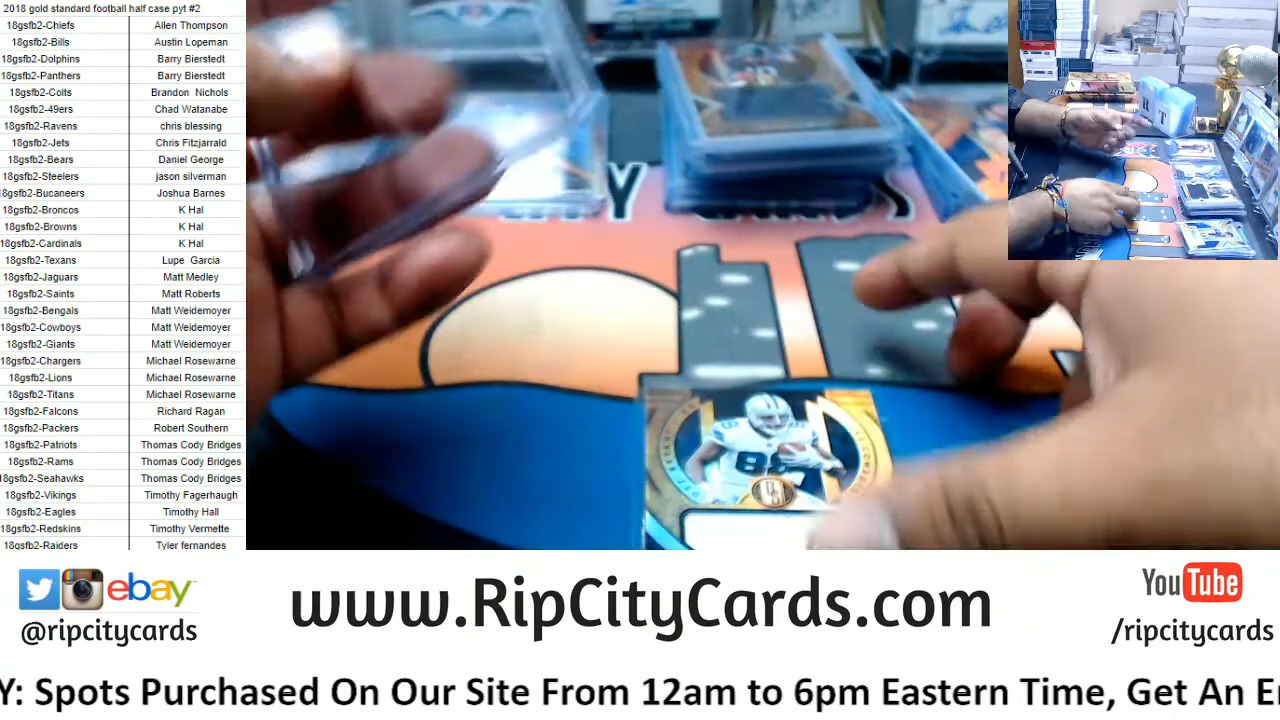 2018 gold standard football half case pyt #2
18gsfb2-Chiefs Allen Thompson
18gsfb2-Bills Austin Lopeman
18gsfb2-Dolphins Barry Bierstedt
18gsfb2-Panthers Barry Bierstedt
18gsfb2-Colts Brandon Nichols
18gsfb2-49ers Chad Watanabe
18gsfb2-Ravens chris blessing
18gsfb2-Jets Chris Fitzjarrald
18gsfb2-Bears Daniel George
18gsfb2-Steelers jason silverman
18gsfb2-Bucaneers Joshua Barnes
18gsfb2-Broncos K Hal
18gsfb2-Browns K Hal
18gsfb2-Cardinals K Hal
18gsfb2-Texans Lupe Garcia
18gsfb2-Jaguars Matt Medley
18gsfb2-Saints Matt Roberts
18gsfb2-Bengals Matt Weidemoyer
18gsfb2-Cowboys Matt Weidemoyer
18gsfb2-Giants Matt Weidemoyer
18gsfb2-Chargers Michael Rosewarne
18gsfb2-Lions Michael Rosewarne
18gsfb2-Titans Michael Rosewarne
18gsfb2-Falcons Richard Ragan
18gsfb2-Packers Robert Southern
18gsfb2-Patriots Thomas Cody Bridges
18gsfb2-Rams Thomas Cody Bridges
18gsfb2-Seahawks Thomas Cody Bridges
18gsfb2-Vikings Timothy Fagerhaugh
18gsfb2-Eagles Timothy Hall
18gsfb2-Redskins Timothy Vermette
18gsfb2-Raiders Tyler fernandes
88
ebay
@ripcitycards
www.RipCityCards.com
YouTube
/ripcitycards
Y: Spots Purchased On Our Site From 12am to 6pm Eastern Time, Get An E